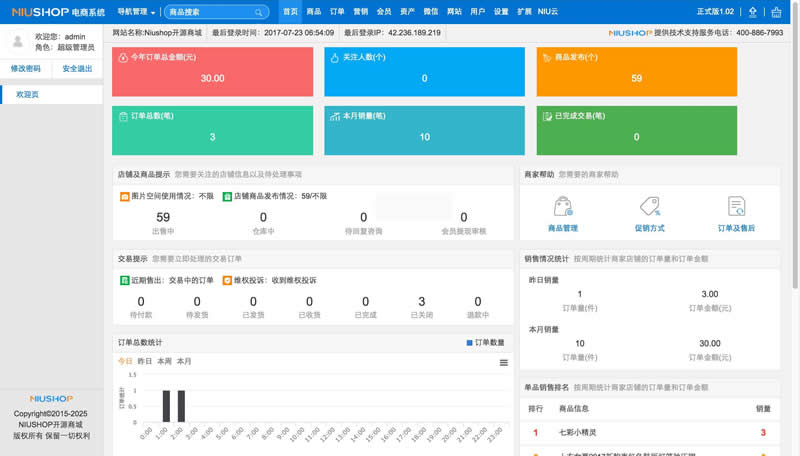 NIUSHOP 电商系统 导航管理 商品搜索 首页 商品 订单 营销 会员 资产 微信 网站 用户 设置 扩展 NIU云 正式版1.02
网站名称:Niushop开源商城 最后登录时间：2017-07-23 06:54:09 最后登录IP：42.236.189.219 NIUSHOP 提供技术支持服务电话：400-886-7993
欢迎您：admin
角色：超级管理员
修改密码 安全退出
欢迎页
今年订单总金额(元)
30.00
关注人数(个)
0
商品发布(个)
59
订单总数(笔)
3
本月销量(笔)
10
已完成交易(笔)
0
店铺及商品提示 您需要关注的店铺信息以及待处理事项
图片空间使用情况：不限 店铺商品发布情况：59/不限
59 0 0 0
出售中 仓库中 待回复咨询 会员提现审核
商家帮助 您需要的商家帮助
商品管理 促销方式 订单及售后
交易提示 您需要立即处理的交易订单
近期售出：交易中的订单 维权投诉：收到维权投诉
0 0 0 0 0 3 0
待付款 待发货 已发货 已收货 已完成 已关闭 退款中
销售情况统计 按周期统计商家店铺的订单量和订单金额
昨日销量
1 3.00
订单量(件) 订单金额(元)
本月销量
10 30.00
订单量(件) 订单金额(元)
订单总数统计 订单数量
今日 昨日 本周 本月
1.5
1
0.5
0
订单统计
0:00 1:00 2:00 3:00 4:00 5:00 6:00 7:00 8:00 9:00 10:00 11:00 12:00 13:00 14:00 15:00 16:00 17:00 18:00 19:00 20:00 21:00 22:00 23:00
单品销售排名 按周期统计商家店铺的订单量和订单金额
排行 商品信息 销量
1 七彩小精灵 3
NIUSHOP
Copyright©2015-2025
NIUSHOP开源商城
版权所有 保留一切权利